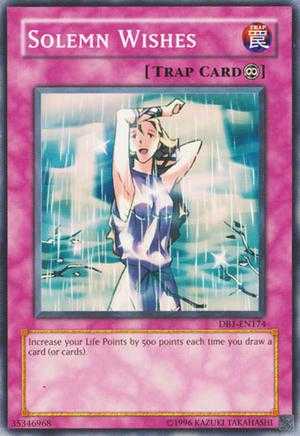 SOLEMN WISHES
TRAP
罠
[TRAP CARD]
DB1-EN174
Increase your Life Points by 500 points each time you draw a
card (or cards).
35346968
©1996 KAZUKI TAKAHASHI